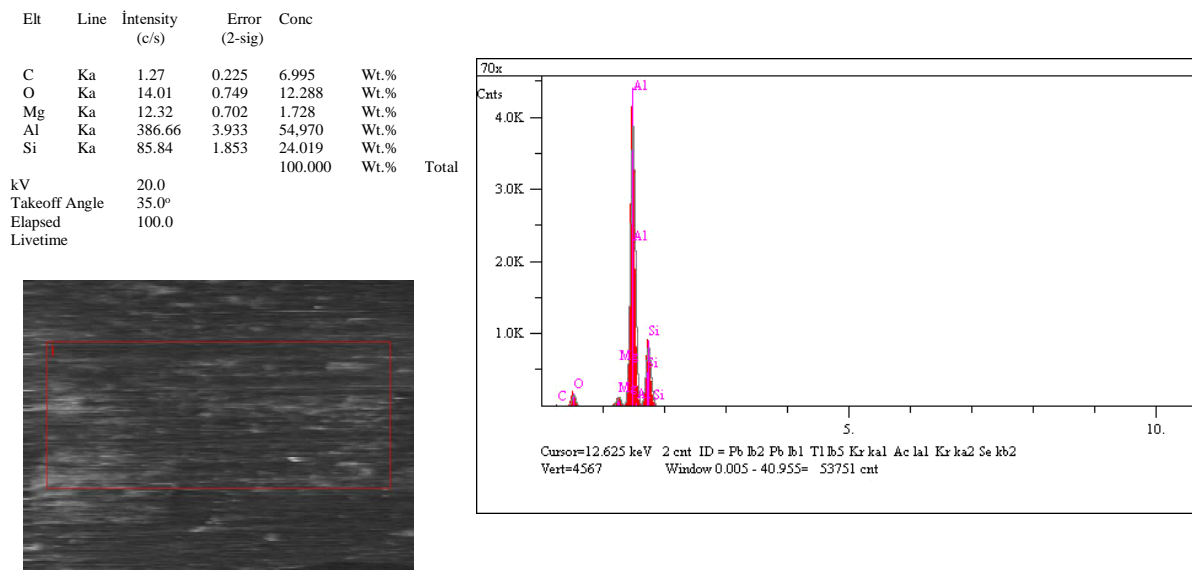 Elt Line İntensity Error Conc
(c/s) (2-sig)
C Ka 1.27 0.225 6.995 Wt.%
O Ka 14.01 0.749 12.288 Wt.%
Mg Ka 12.32 0.702 1.728 Wt.%
Al Ka 386.66 3.933 54,970 Wt.%
Si Ka 85.84 1.853 24.019 Wt.%
100.000 Wt.% Total
kV 20.0
Takeoff Angle 35.0º
Elapsed 100.0
Livetime
1
70x
Cnts
4.0K
3.0K
2.0K
1.0K
Al
Al
Si
Si
Si
O
C
5. 10.
Cursor=12.625 keV 2 cnt ID = Pb lb2 Pb lb1 Tl lb5 Kr ka1 Ac la1 Kr ka2 Se kb2
Vert=4567 Window 0.005 - 40.955= 53751 cnt